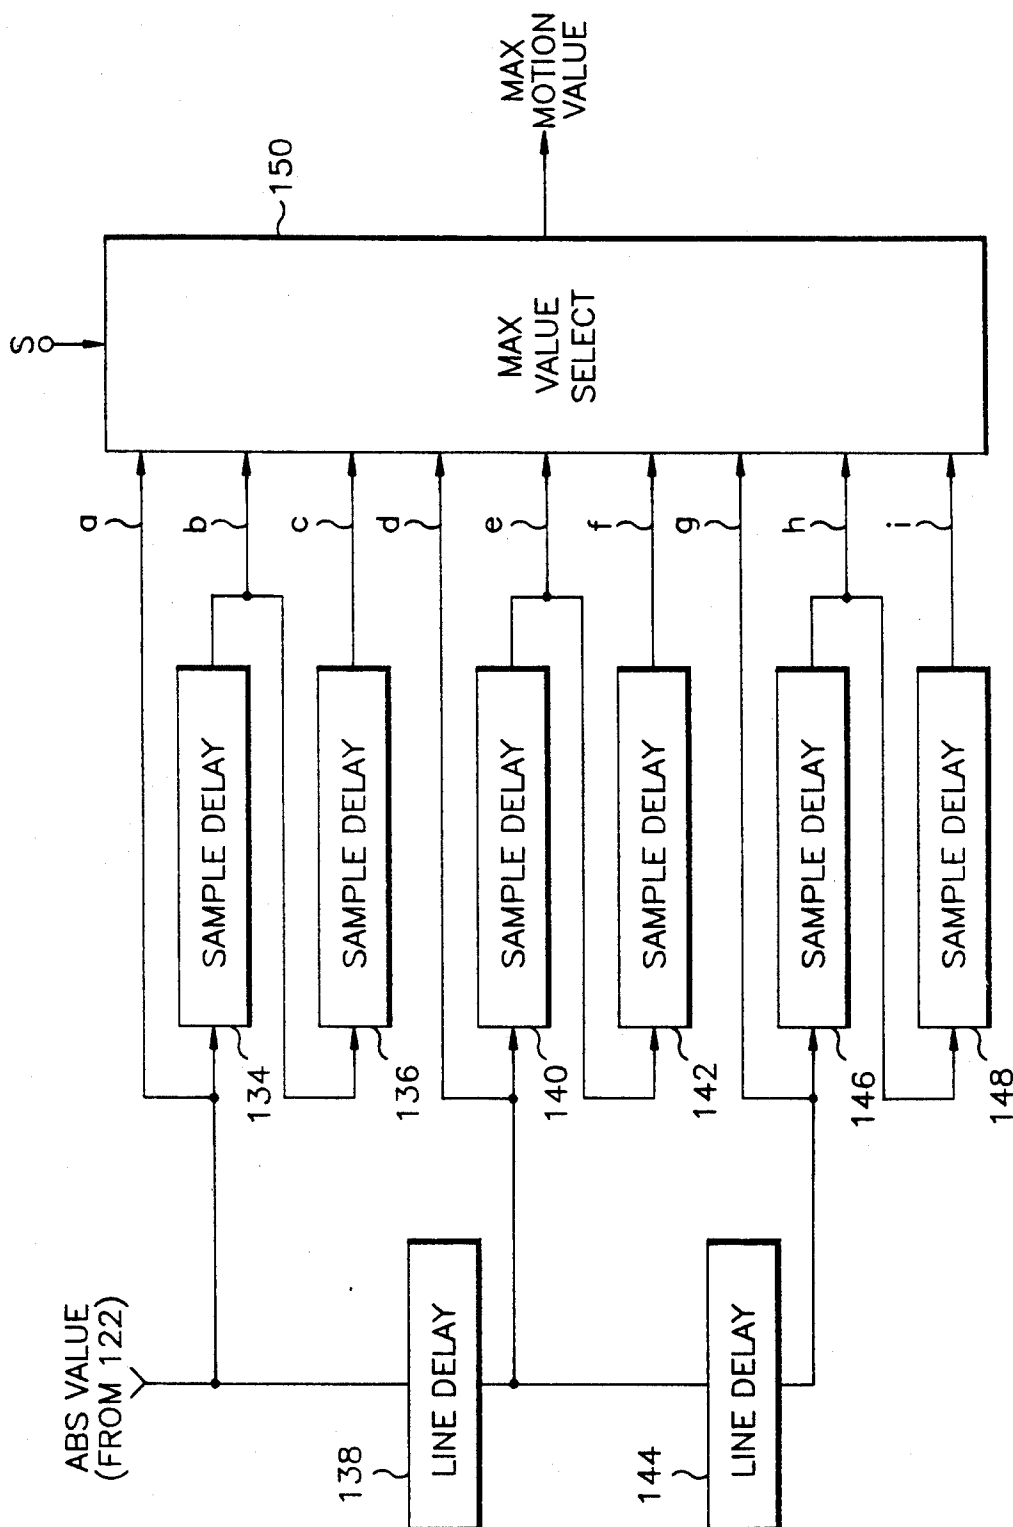 ABS VALUE
(FROM 122)
138
LINE DELAY
144
LINE DELAY
134
SAMPLE DELAY
136
SAMPLE DELAY
140
SAMPLE DELAY
142
SAMPLE DELAY
146
SAMPLE DELAY
148
SAMPLE DELAY
a
b
c
d
e
f
g
h
i
S
MAX
VALUE
SELECT
150
MAX
MOTION
VALUE